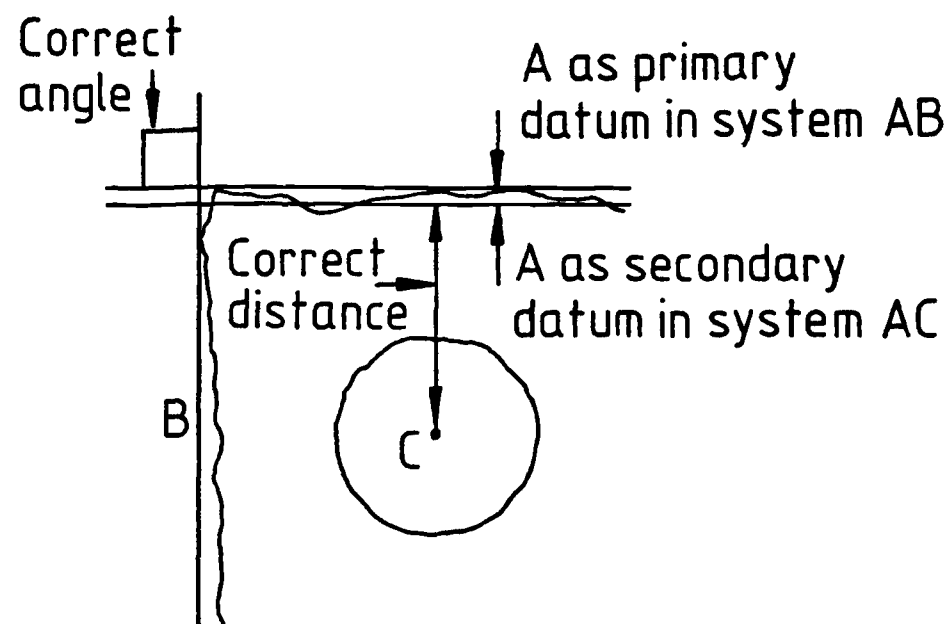 Correct
angle
A as primary
datum in system AB
Correct
distance
A as secondary
datum in system AC
B
C